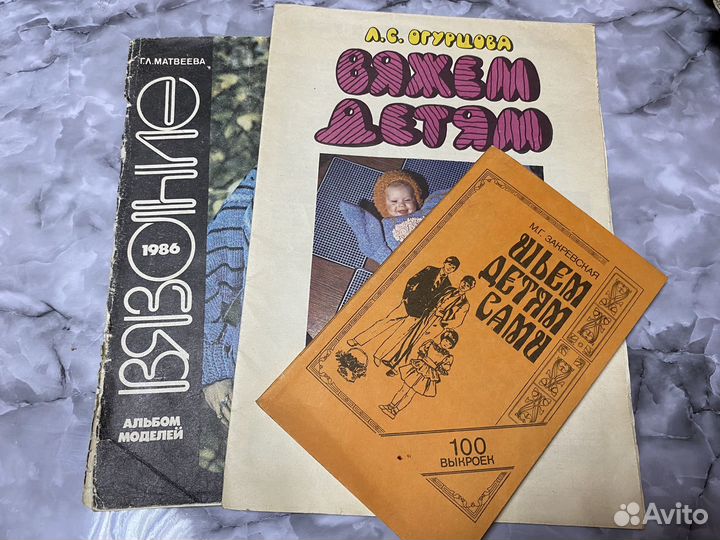 Г.Л. МАТВЕЕВА
ВЯЗАНИЕ
1986
АЛЬБОМ
МОДЕЛЕЙ
Л.С. ОГУРЦОВА
ВЯЖЕМ
ДЕТЯМ
М.Г. ЗАКРЕВСКАЯ
ШЬЕМ
ДЕТЯМ
САМИ
100
ВЫКРОЕК
Avito